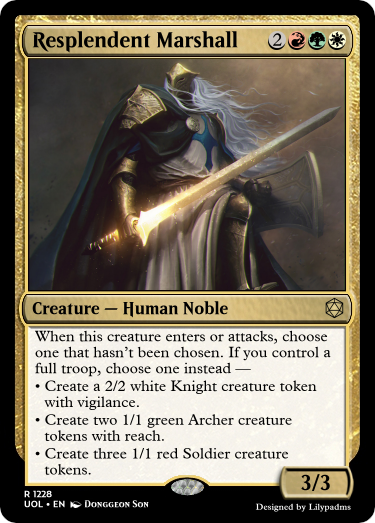 Resplendent Marshall 2
Creature — Human Noble
When this creature enters or attacks, choose
one that hasn't been chosen. If you control a
full troop, choose one instead —
• Create a 2/2 white Knight creature token
with vigilance.
• Create two 1/1 green Archer creature
tokens with reach.
• Create three 1/1 red Soldier creature
tokens.
3/3
R 1228
UOL • EN Donggeon Son
Designed by Lilypadms